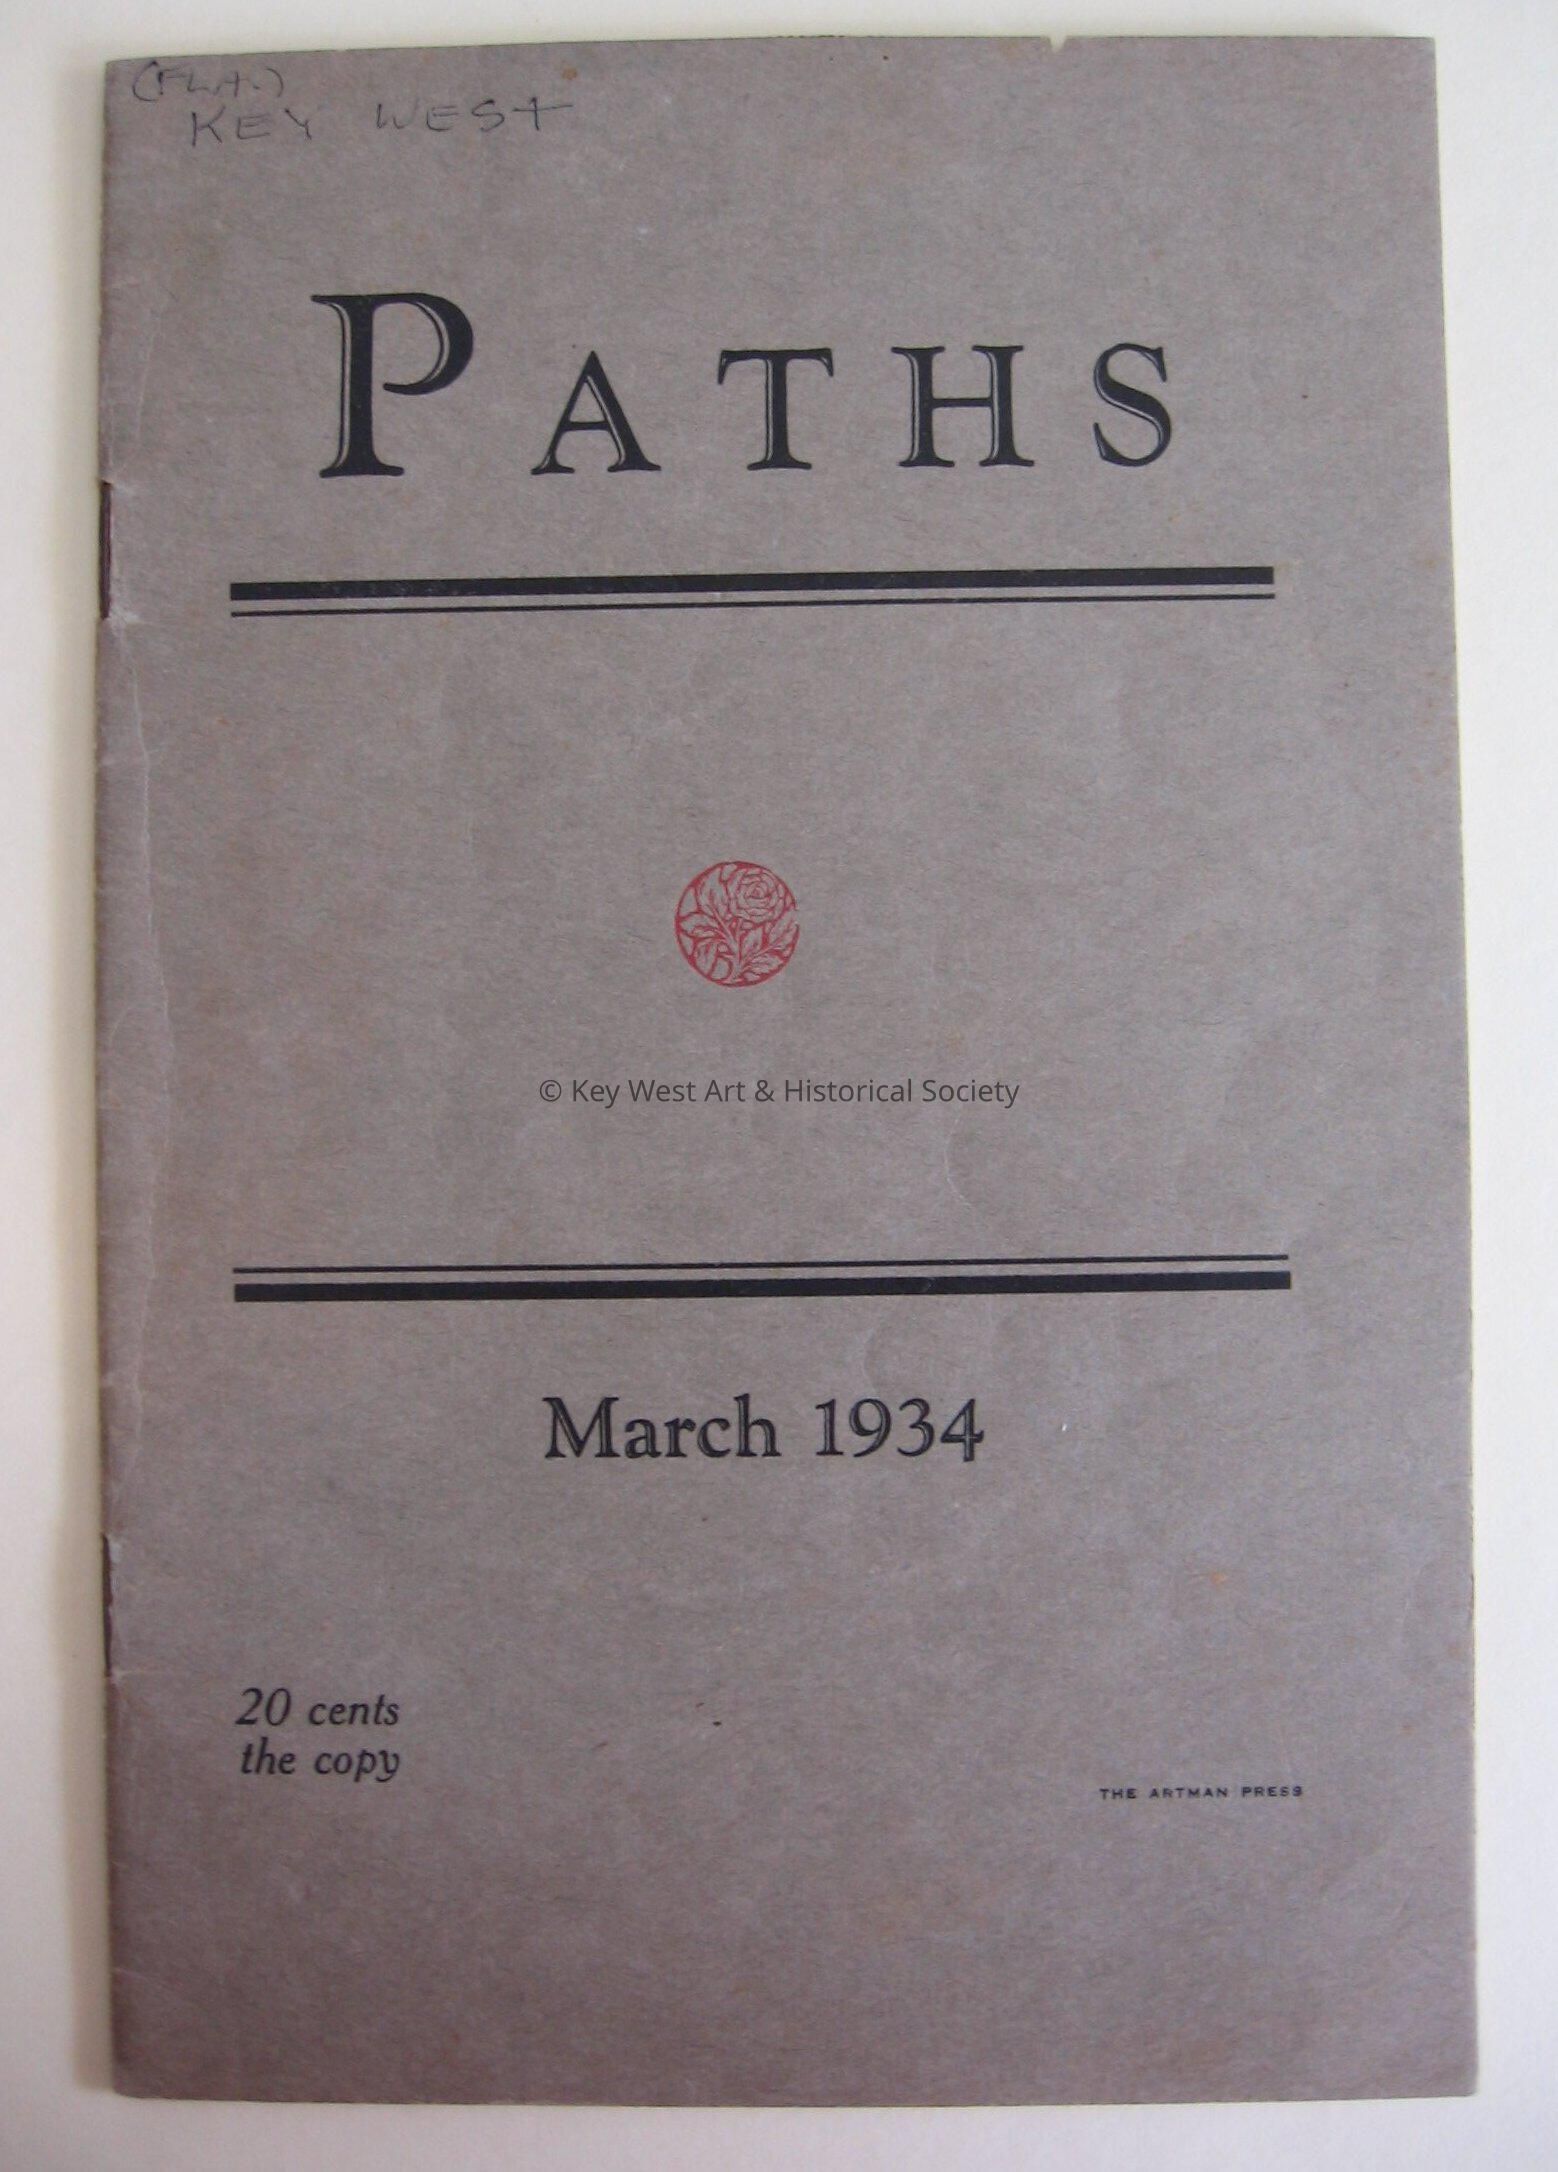 (FLA.)
KEY WEST
PATHS
© Key West Art & Historical Society
March 1934
20 cents
the copy
THE ARTMAN PRESS